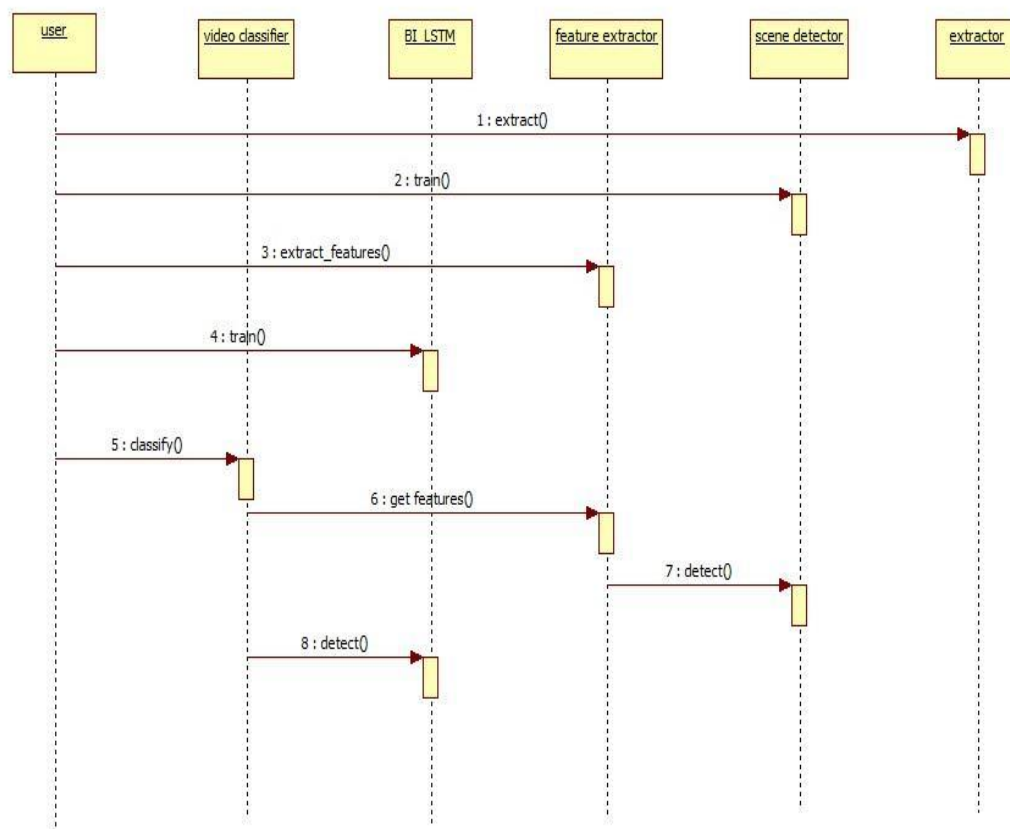 user
video classifier
BI_LSTM
feature extractor
scene detector
extractor
1 : extract()
2 : train()
3 : extract_features()
4 : train()
5 : classify()
6 : get features()
7 : detect()
8 : detect()